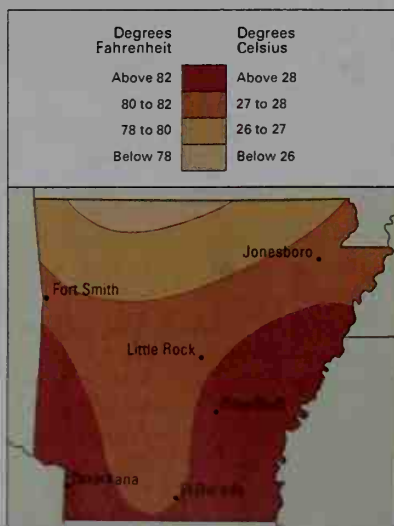 Degrees Fahrenheit
Degrees Celsius
Above 82
Above 28
80 to 82
27 to 28
78 to 80
26 to 27
Below 78
Below 26
Jonesboro
Fort Smith
Little Rock